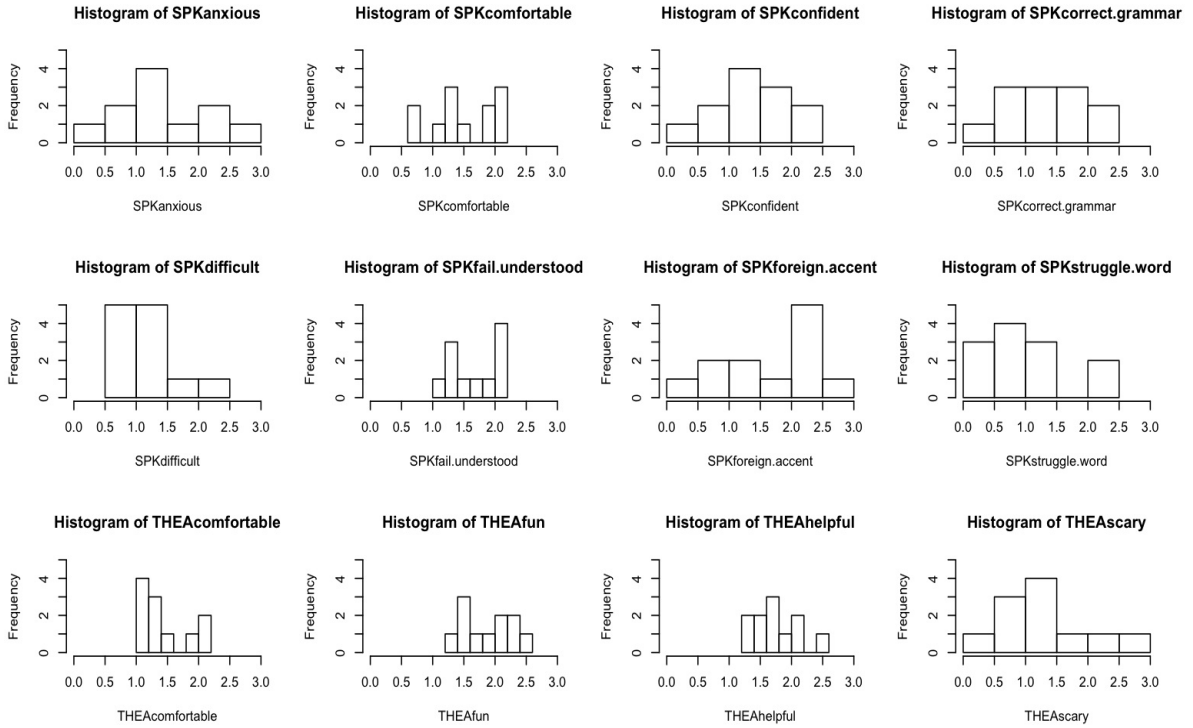 Histogram of SPKanxious
Frequency
0 2 4
0.0 0.5 1.0 1.5 2.0 2.5 3.0
SPKanxious
Histogram of SPKcomfortable
Frequency
0 2 4
0.0 0.5 1.0 1.5 2.0 2.5 3.0
SPKcomfortable
Histogram of SPKconfident
Frequency
0 2 4
0.0 0.5 1.0 1.5 2.0 2.5 3.0
SPKconfident
Histogram of SPKcorrect.grammar
Frequency
0 2 4
0.0 0.5 1.0 1.5 2.0 2.5 3.0
SPKcorrect.grammar
Histogram of SPKdifficult
Frequency
0 2 4
0.0 0.5 1.0 1.5 2.0 2.5 3.0
SPKdifficult
Histogram of SPKfail.understood
Frequency
0 2 4
0.0 0.5 1.0 1.5 2.0 2.5 3.0
SPKfail.understood
Histogram of SPKforeign.accent
Frequency
0 2 4
0.0 0.5 1.0 1.5 2.0 2.5 3.0
SPKforeign.accent
Histogram of SPKstruggle.word
Frequency
0 2 4
0.0 0.5 1.0 1.5 2.0 2.5 3.0
SPKstruggle.word
Histogram of THEAcomfortable
Frequency
0 2 4
0.0 0.5 1.0 1.5 2.0 2.5 3.0
THEAcomfortable
Histogram of THEAfun
Frequency
0 2 4
0.0 0.5 1.0 1.5 2.0 2.5 3.0
THEAfun
Histogram of THEAhelpful
Frequency
0 2 4
0.0 0.5 1.0 1.5 2.0 2.5 3.0
THEAhelpful
Histogram of THEAscary
Frequency
0 2 4
0.0 0.5 1.0 1.5 2.0 2.5 3.0
THEAscary